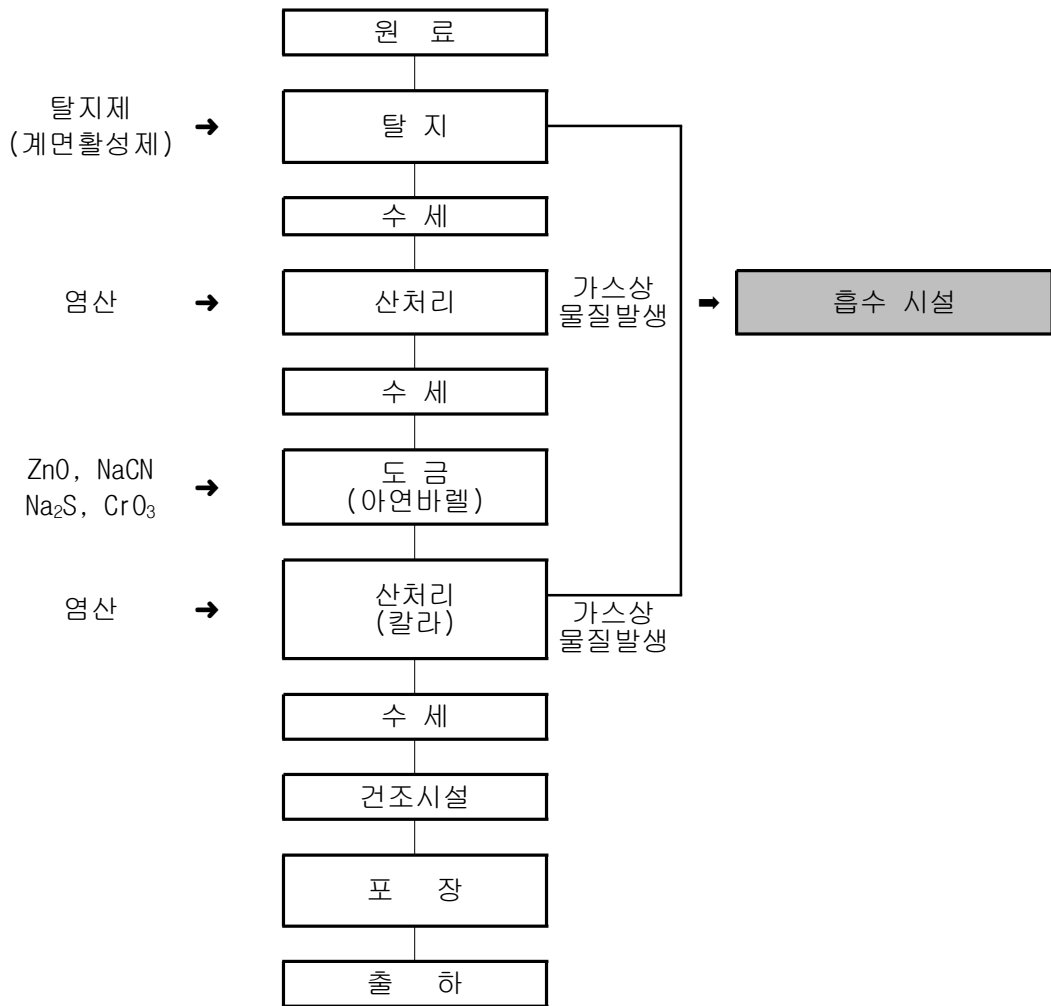 원 료
탈지제
(계면활성제)
➜
탈 지
수 세
염산
➜
산처리
가스상
물질발생
➡
흡수 시설
수 세
ZnO, NaCN
Na₂S, CrO₃
➜
도 금
(아연바렐)
염산
➜
산처리
(칼라)
가스상
물질발생
수 세
건조시설
포 장
출 하